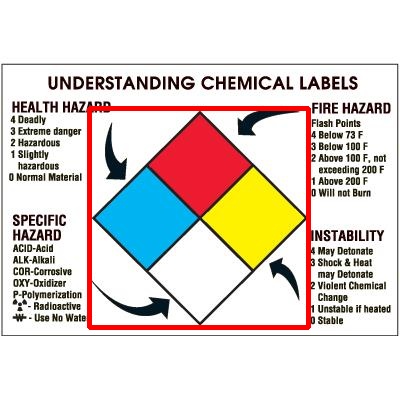 UNDERSTANDING CHEMICAL LABELS
HEALTH HAZARD
4 Deadly
3 Extreme danger
2 Hazardous
1 Slightly
hazardous
0 Normal Material
FIRE HAZARD
Flash Points
4 Below 73 F
3 Below 100 F
2 Above 100 F, not
exceeding 200 F
1 Above 200 F
0 Will not Burn
SPECIFIC
HAZARD
ACID-Acid
ALK-Alkali
COR-Corrosive
OXY-Oxidizer
P-Polymerization
- Radioactive
W - Use No Water
INSTABILITY
4 May Detonate
3 Shock & Heat
may Detonate
2 Violent Chemical
Change
1 Unstable if heated
0 Stable